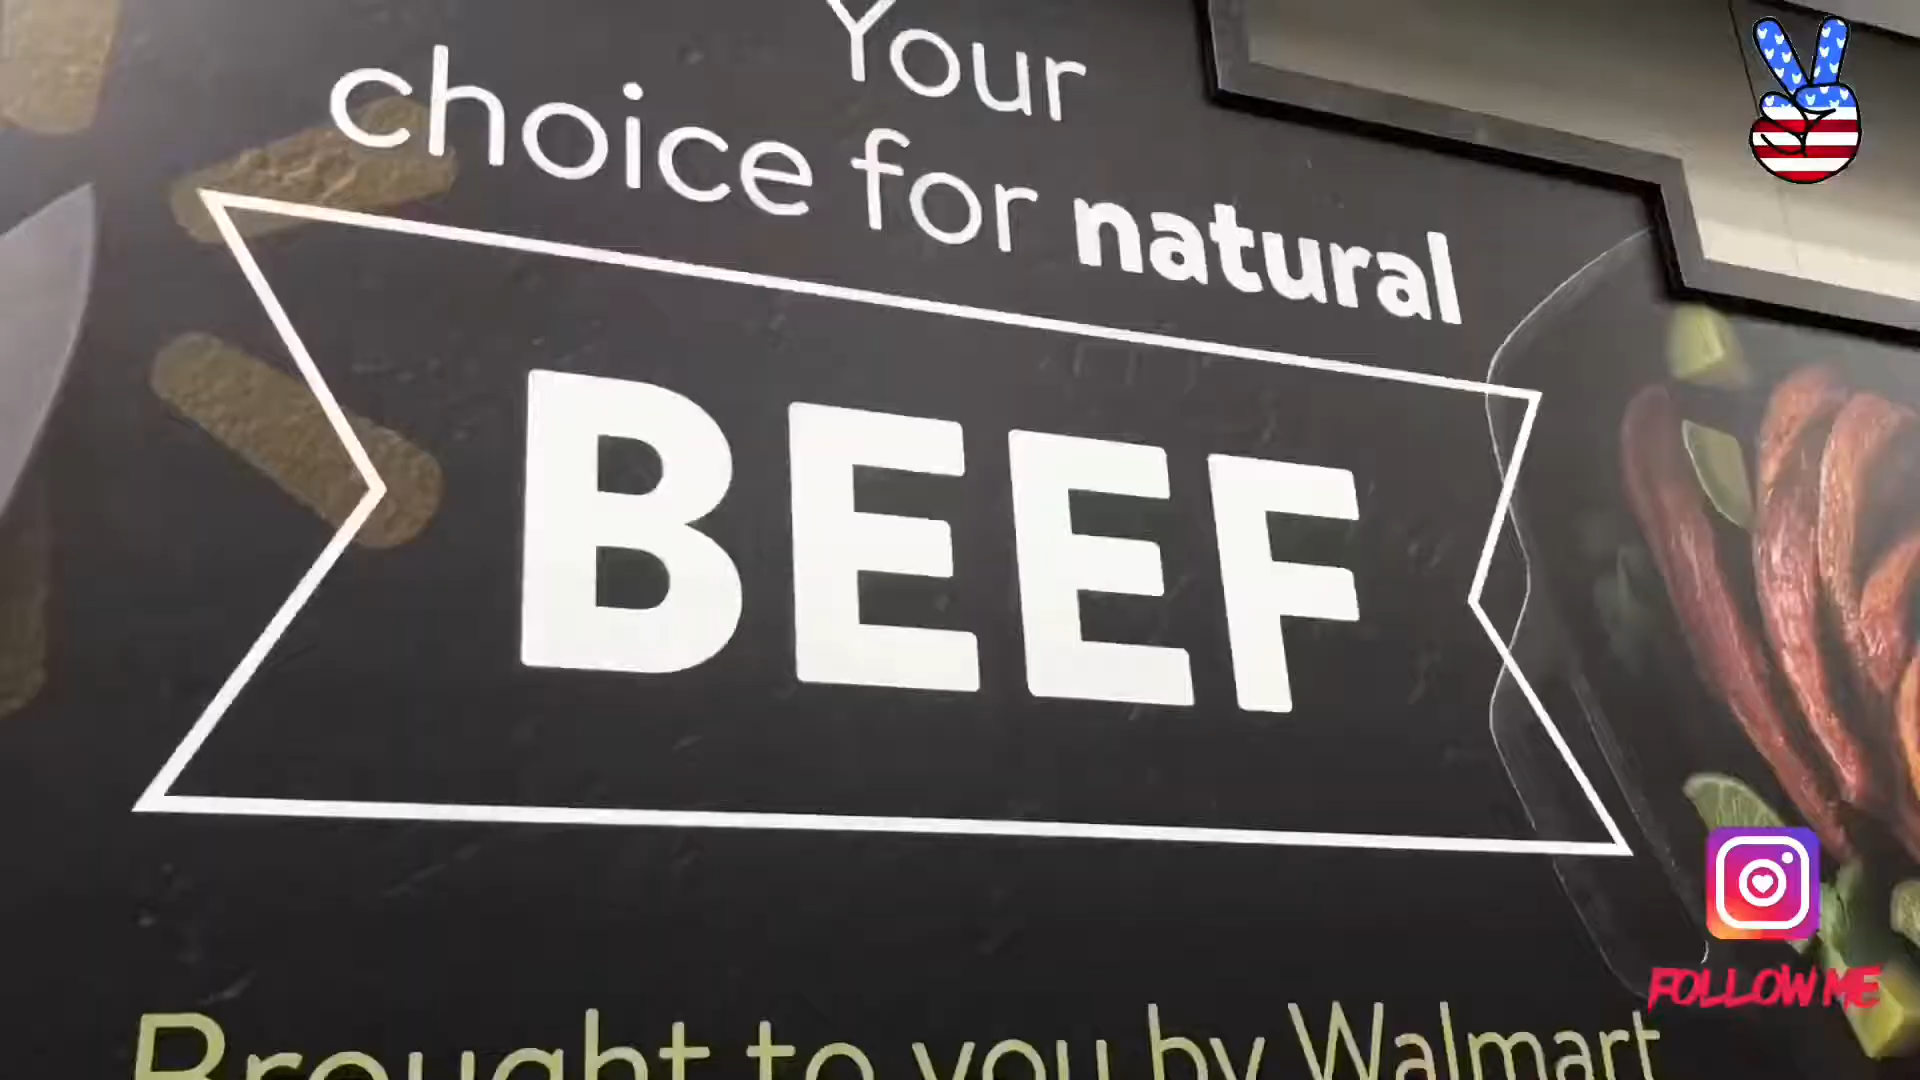 Your
choice for natural
BEEF
Brought to you by Walmart
FOLLOW ME